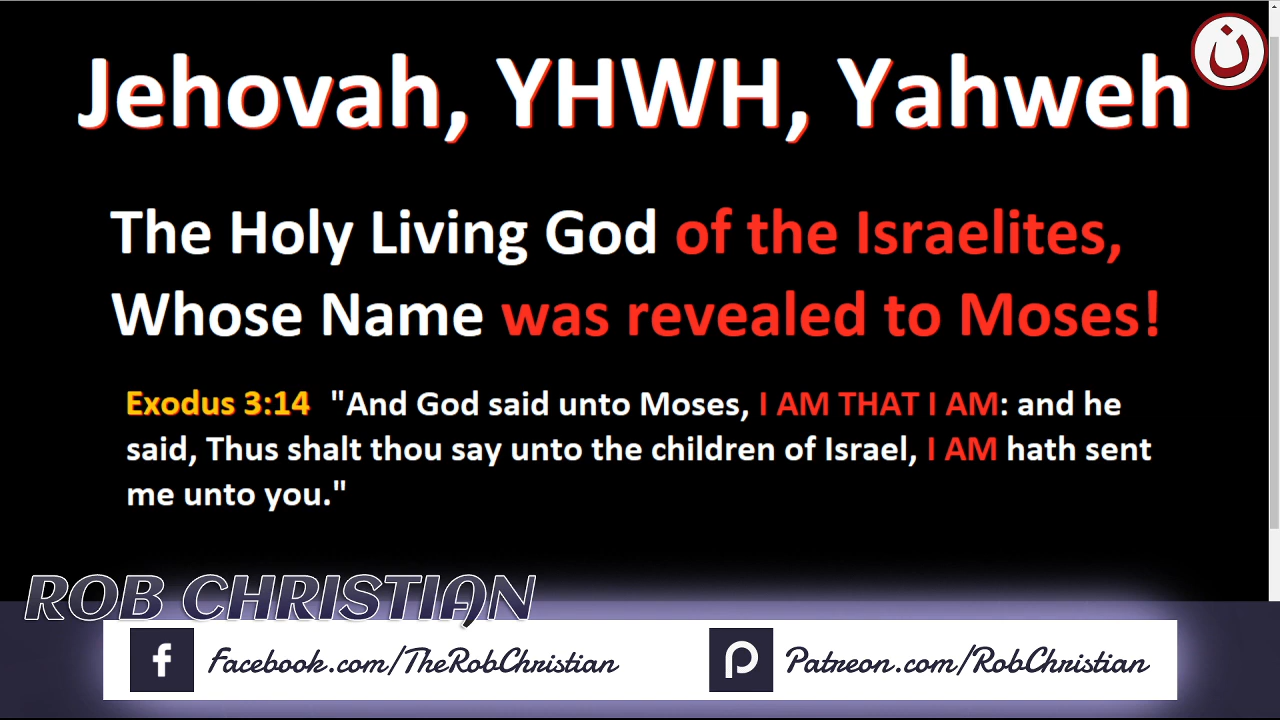 Jehovah, YHWH, Yahweh
ن
The Holy Living God of the Israelites,
Whose Name was revealed to Moses!
Exodus 3:14 "And God said unto Moses, I AM THAT I AM: and he
said, Thus shalt thou say unto the children of Israel, I AM hath sent
me unto you."
ROB CHRISTIAN
Facebook.com/TheRobChristian
Patreon.com/RobChristian